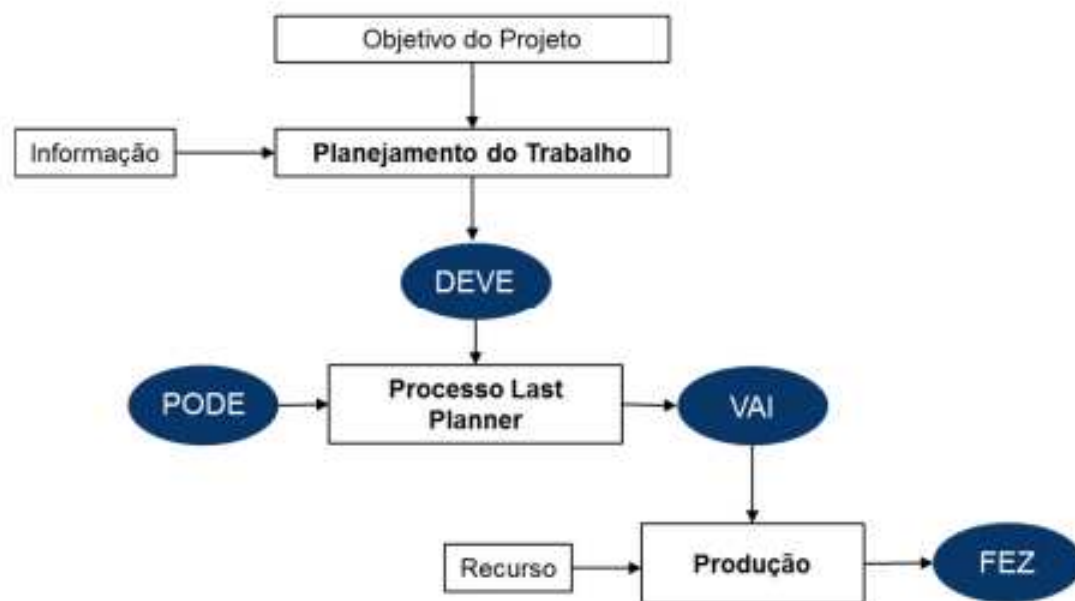 Objetivo do Projeto
Informação
Planejamento do Trabalho
DEVE
PODE
Processo Last
Planner
VAI
Recurso
Produção
FEZ